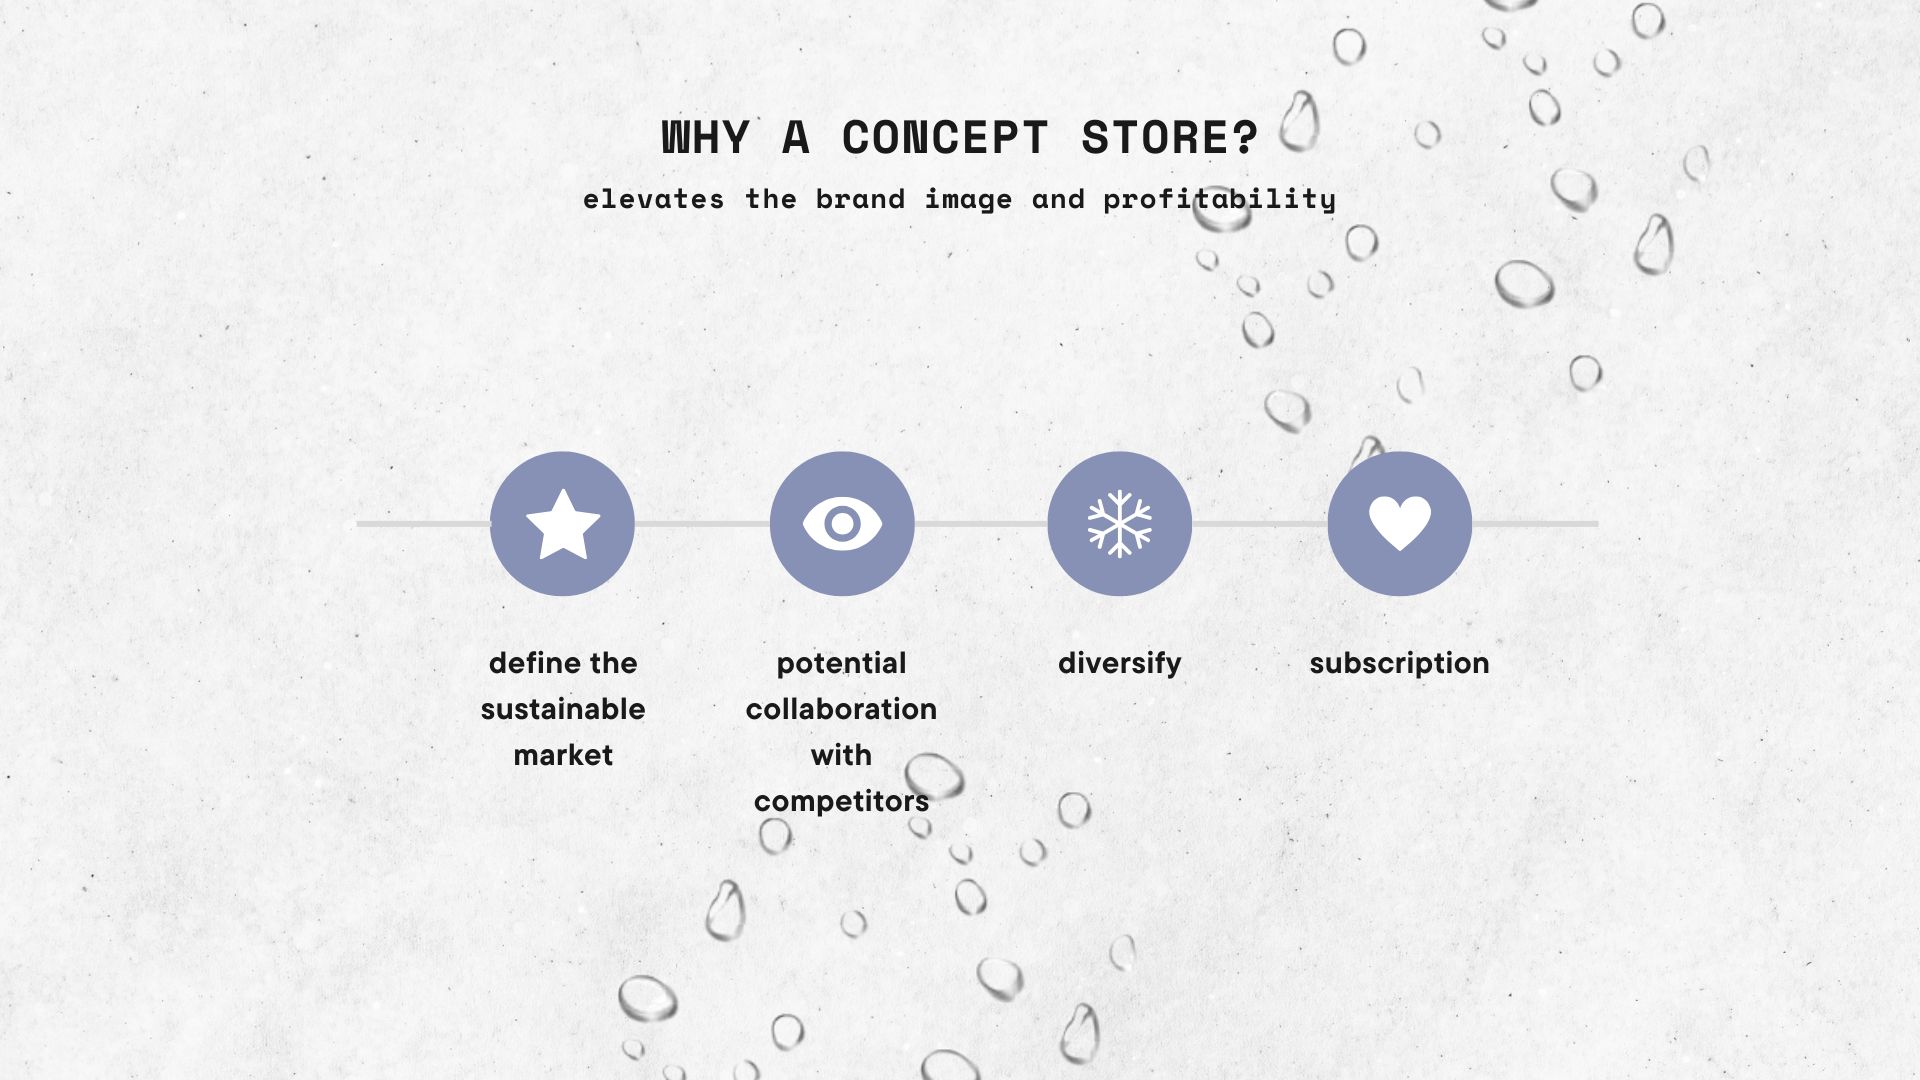 WHY A CONCEPT STORE?
elevates the brand image and profitability
define the
sustainable
market
potential
collaboration
with
competitors
diversify
subscription